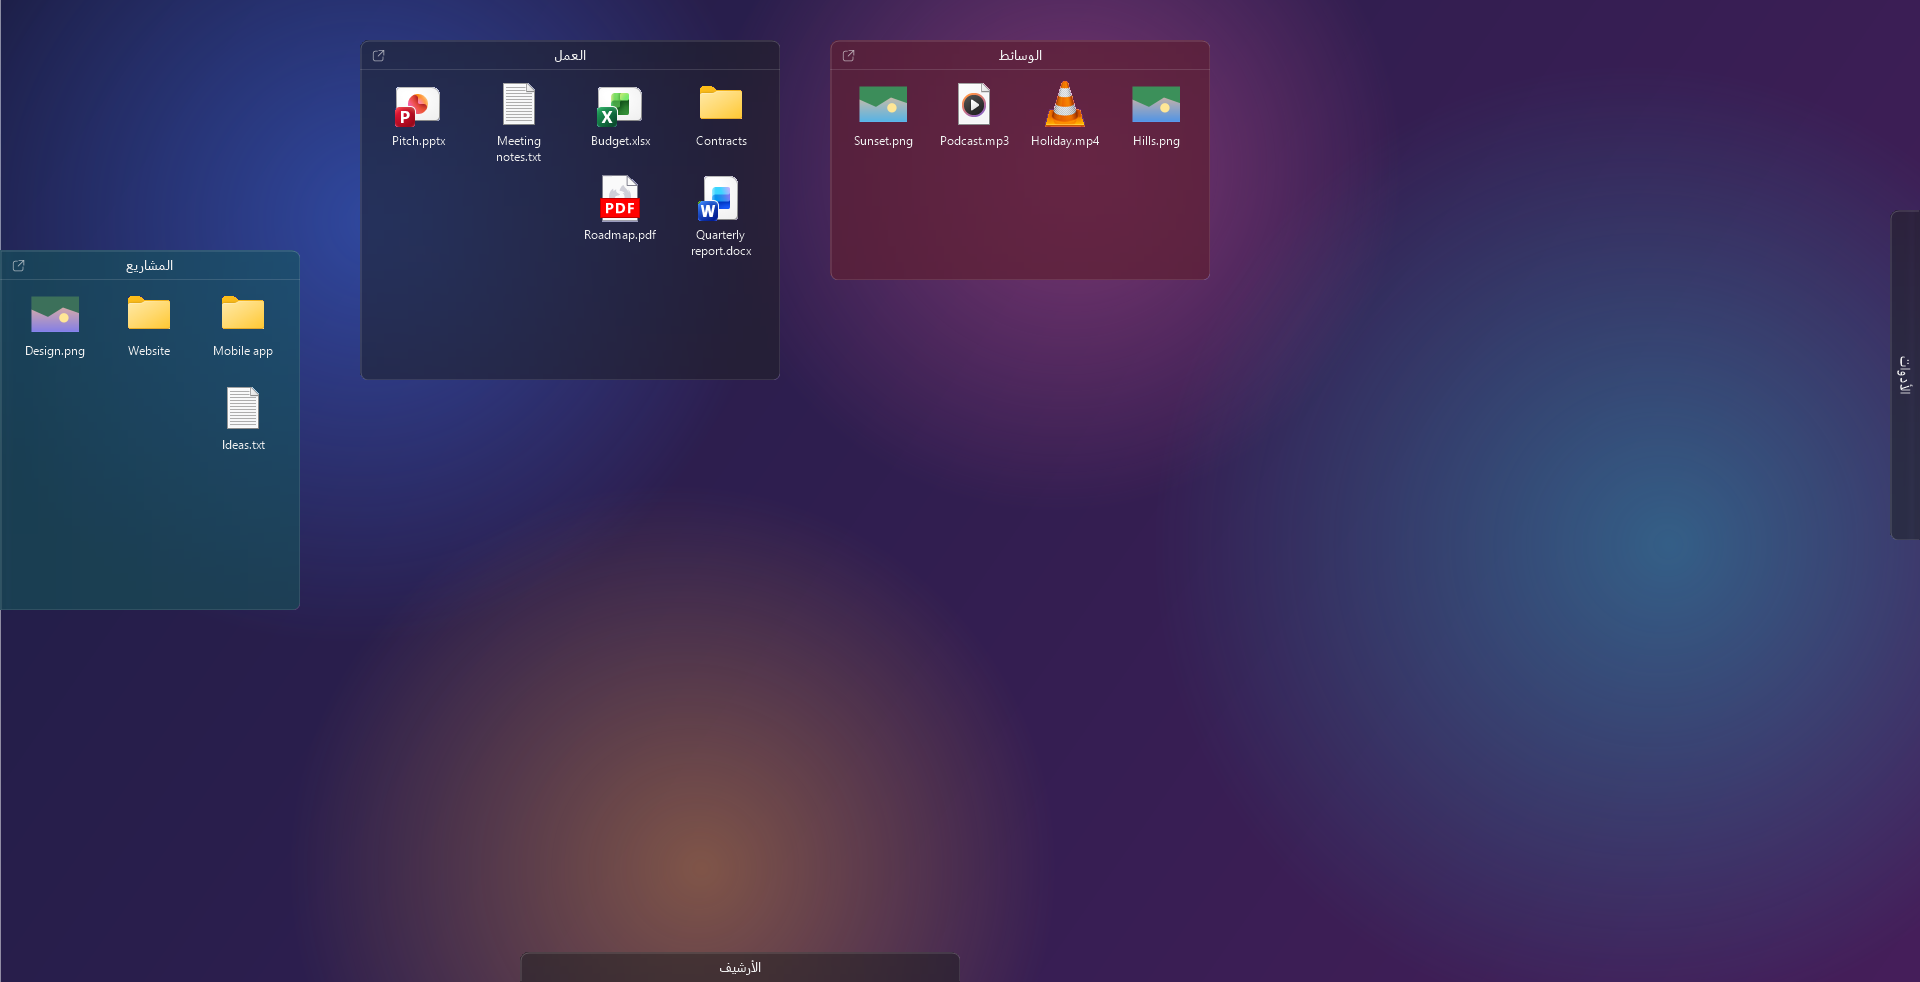 العمل
Pitch.pptx
Meeting
notes.txt
Budget.xlsx
Contracts
PDF
Roadmap.pdf
Quarterly
report.docx
الوسائط
Sunset.png
Podcast.mp3
Holiday.mp4
Hills.png
المشاريع
Design.png
Website
Mobile app
Ideas.txt
الأدوات
الأرشيف